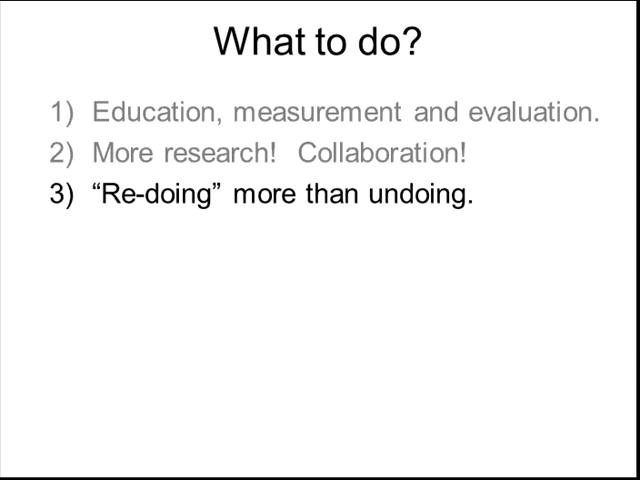 What to do?
1) Education, measurement and evaluation.
2) More research! Collaboration!
3) “Re-doing” more than undoing.